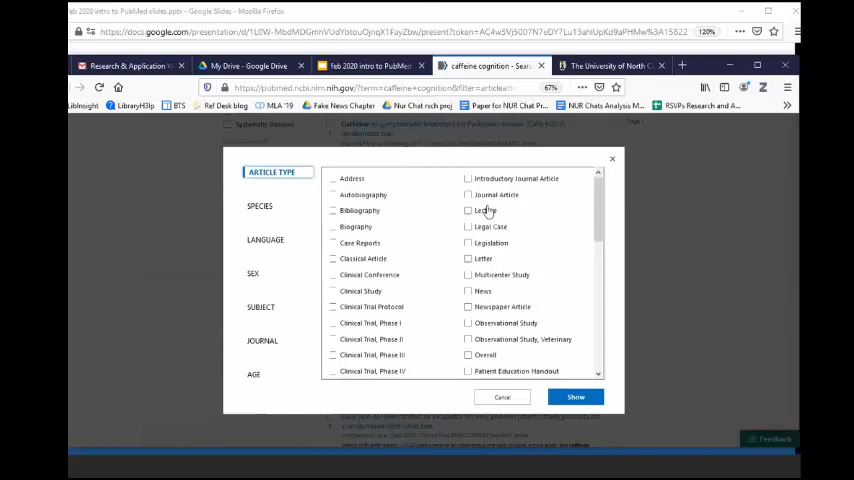 feb 2020 intro to PubMed slides.pptx - Google Slides - Mozilla Firefox
120%
Research & Application W
My Drive - Google Drive
feb 2020 intro to PubMed
caffeine cognition - Sear
The University of North C
https://pubmed.ncbi.nlm.nih.gov/?term=caffeine+cognition&filter=articleatt
67%
LibInsight
LibraryH3lp
BTS
Ref Desk blog
MLA '19
Fake News Chapter
Nur Chat rsch proj
Paper for NUR Chat
NUR Chats Analysis M
RSVPs Research and A
Systematic Reviews
ARTICLE TYPE
SPECIES
LANGUAGE
SEX
SUBJECT
JOURNAL
AGE
Address
Autobiography
Bibliography
Biography
Case Reports
Classical Article
Clinical Conference
Clinical Study
Clinical Trial Protocol
Clinical Trial, Phase I
Clinical Trial, Phase II
Clinical Trial, Phase III
Clinical Trial, Phase IV
Introductory Journal Article
Journal Article
Lecture
Legal Case
Legislation
Letter
Multicenter Study
News
Newspaper Article
Observational Study
Observational Study, Veterinary
Overall
Patient Education Handout
Cancel
Show
Feedback